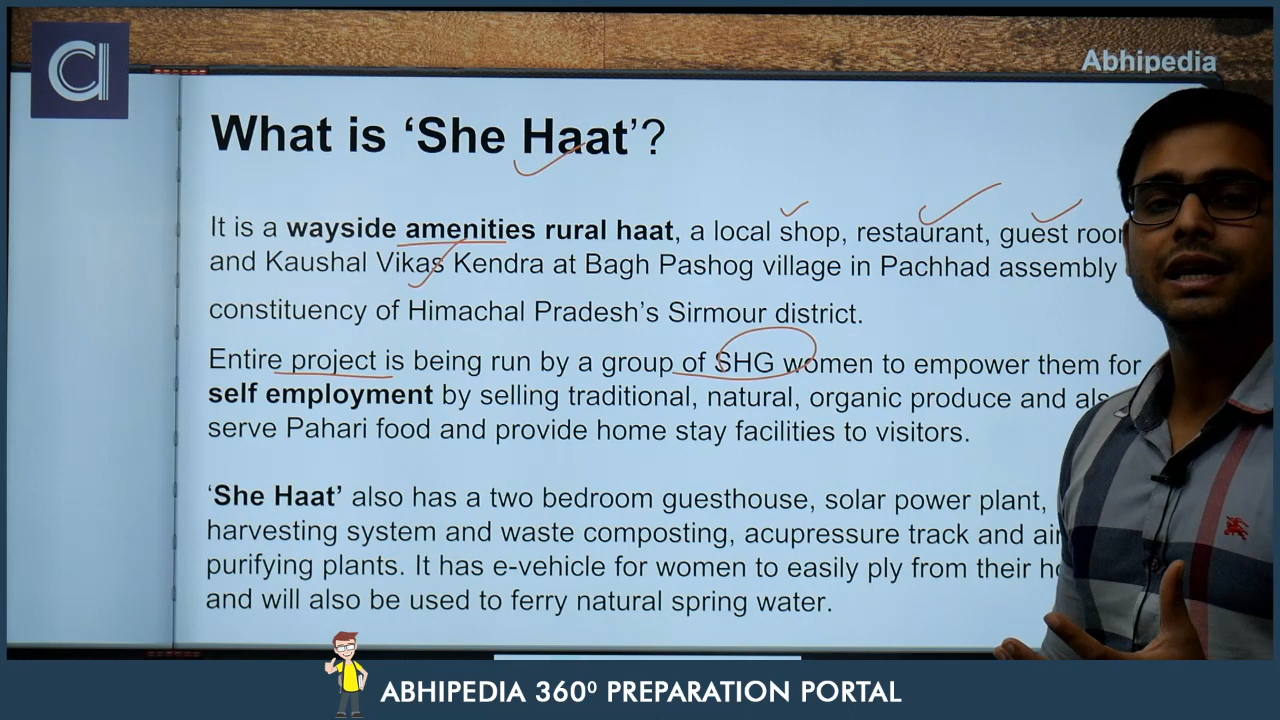 Abhipedia
What is ‘She Haat’?
It is a wayside amenities rural haat, a local shop, restaurant, guest
and Kaushal Vikas Kendra at Bagh Pashog village in Pachhad assembly
constituency of Himachal Pradesh’s Sirmour district.
Entire project is being run by a group of SHG women to empower them for
self employment by selling traditional, natural, organic produce and
serve Pahari food and provide home stay facilities to visitors.
‘She Haat’ also has a two bedroom guesthouse, solar power plant,
harvesting system and waste composting, acupressure track and
purifying plants. It has e-vehicle for women to easily ply from their
and will also be used to ferry natural spring water.
ABHIPEDIA 360⁰ PREPARATION PORTAL